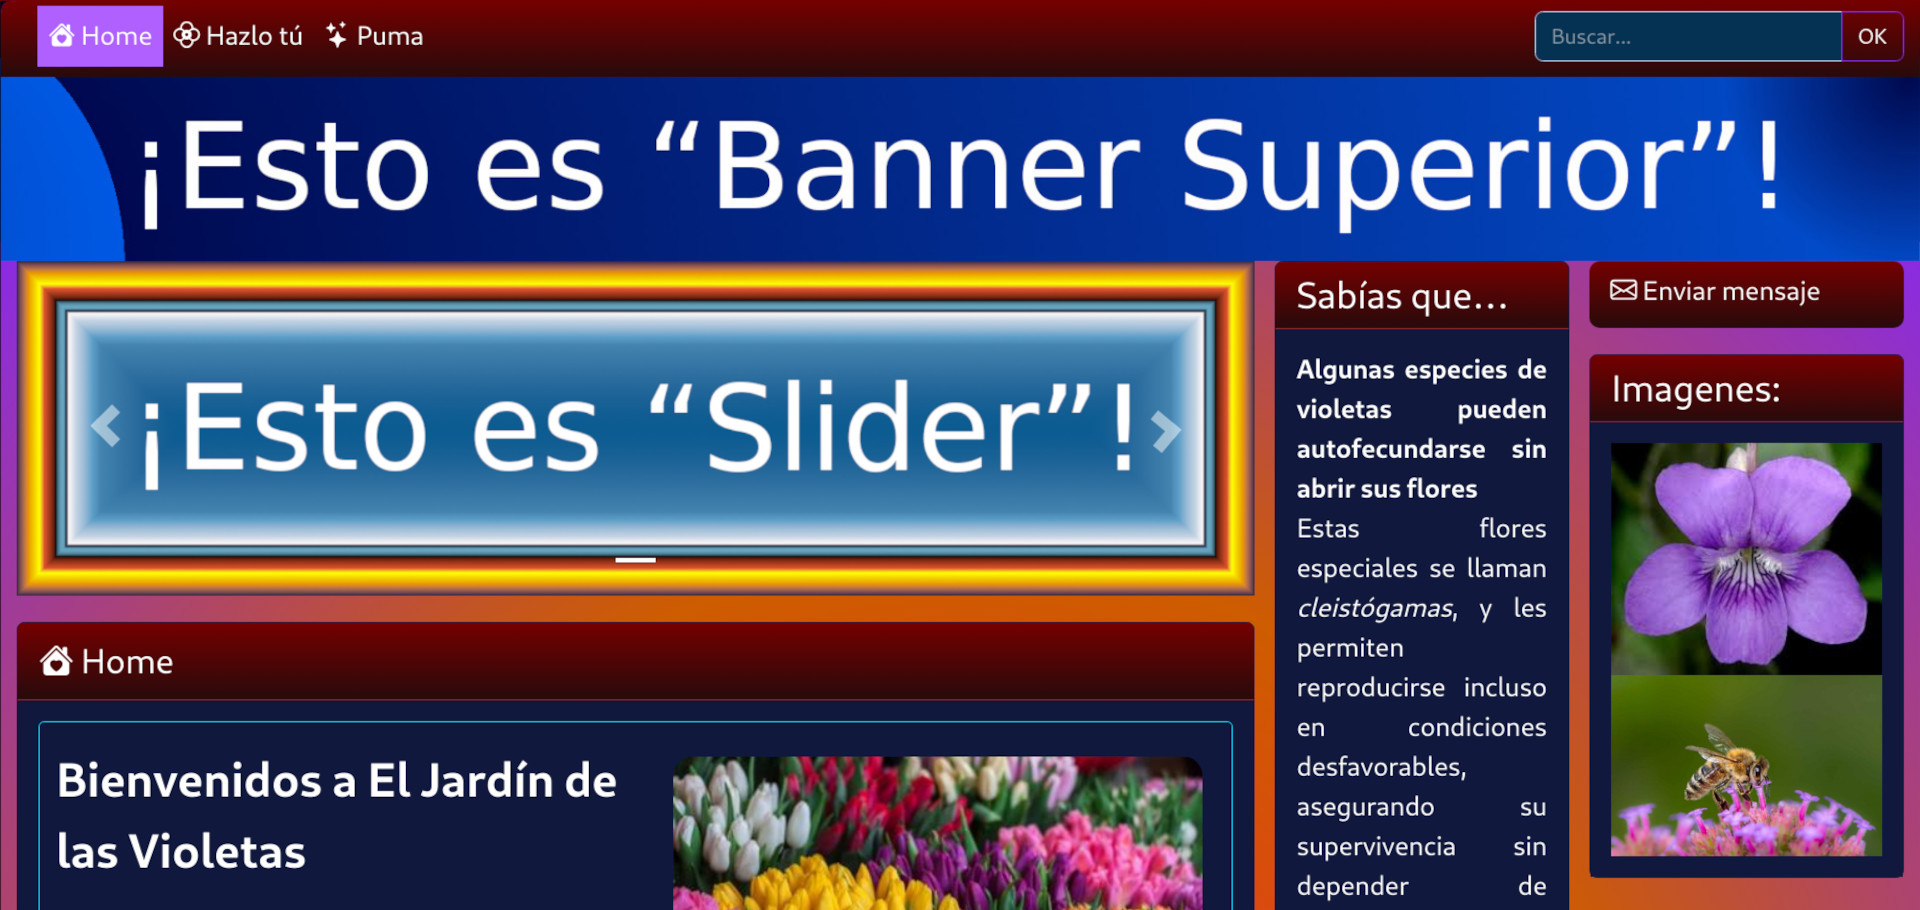 Home Hazlo tú Puma Buscar... OK
¡Esto es “Banner Superior”!
¡Esto es “Slider”!
Home
Bienvenidos a El Jardín de
las Violetas
Sabías que...
Algunas especies de
violetas pueden
autofecundarse sin
abrir sus flores
Estas flores
especiales se llaman
cleistógamas, y les
permiten
reproducirse incluso
en condiciones
desfavorables,
asegurando su
supervivencia sin
depender de
Enviar mensaje
Imagenes: